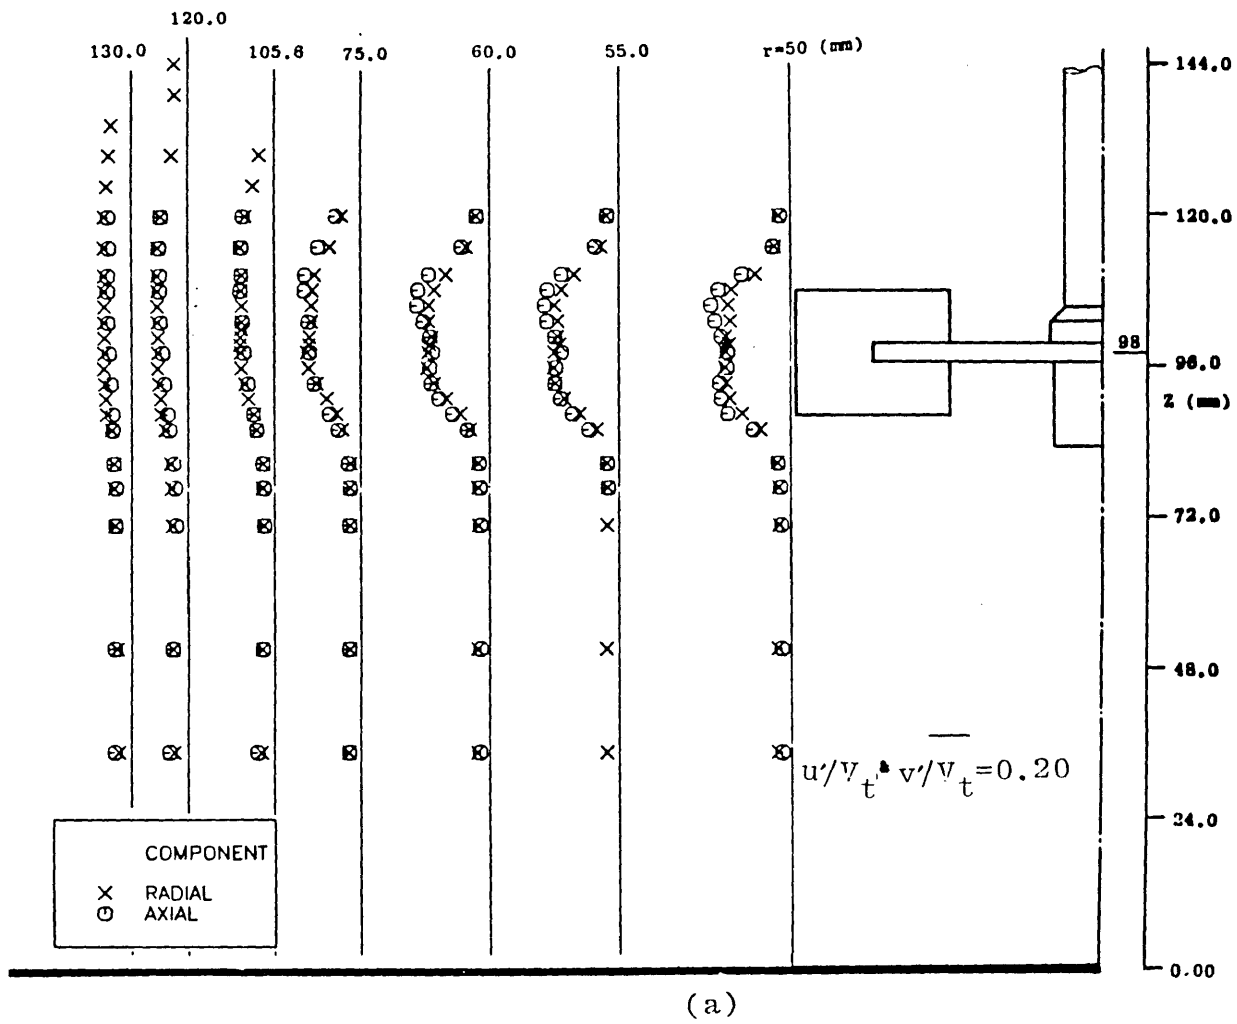 120.0
130.0 105.6 75.0 60.0 55.0 r=50 (mm)
144.0
120.0
98
96.0
Z (mm)
72.0
48.0
u'/V_t & v'/V_t=0.20
24.0
COMPONENT
× RADIAL
⊙ AXIAL
0.00
(a)